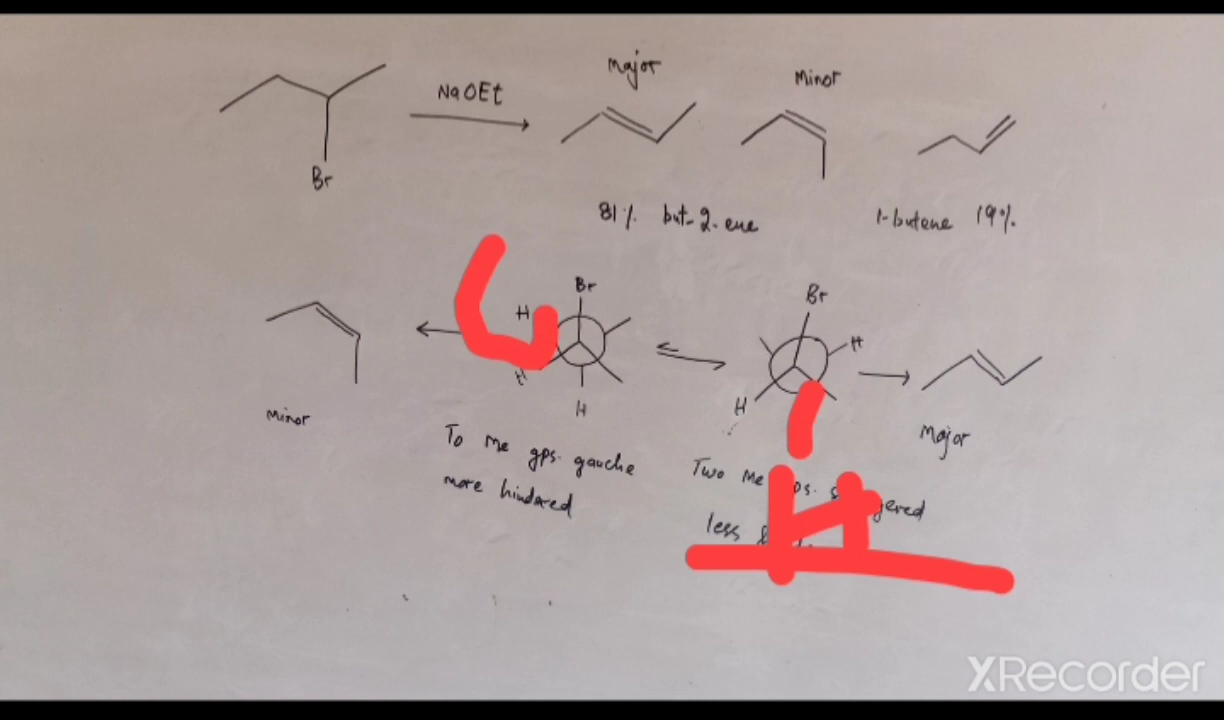 Major
Minor
NaOEt
Br
81% but-2-ene
1-butene 19%
Br
H
H
H
Br
H
H
Minor
To Me gps. gauche
more hindered
Major
Two Me
less
XRecorder